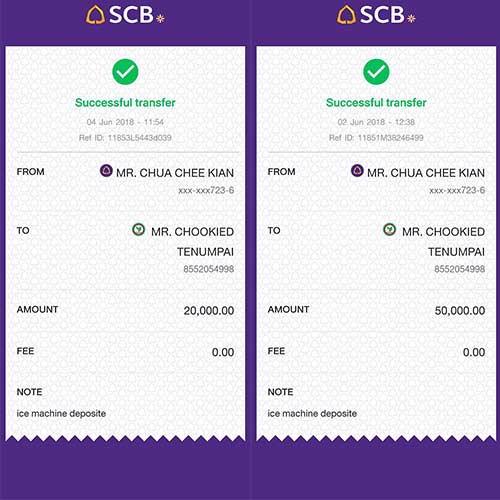 SCB
Successful transfer
04 Jun 2018 - 11:54
Ref ID: 11853L5443d039
FROM
MR. CHUA CHEE KIAN
xxx-xxx723-6
TO
MR. CHOOKIED
TENUMPAI
8552054998
AMOUNT 20,000.00
FEE 0.00
NOTE
ice machine deposite
SCB
Successful transfer
02 Jun 2018 - 12:38
Ref ID: 11851M38246499
FROM
MR. CHUA CHEE KIAN
xxx-xxx723-6
TO
MR. CHOOKIED
TENUMPAI
8552054998
AMOUNT 50,000.00
FEE 0.00
NOTE
ice machine deposite